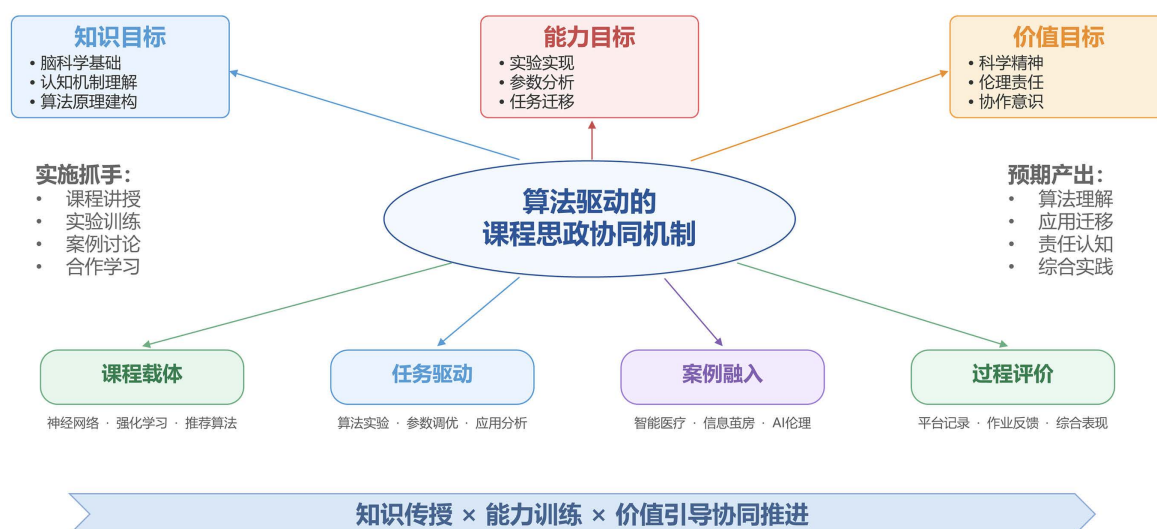 知识目标
• 脑科学基础
• 认知机制理解
• 算法原理建构
能力目标
• 实验实现
• 参数分析
• 任务迁移
价值目标
• 科学精神
• 伦理责任
• 协作意识
实施抓手：
• 课程讲授
• 实验训练
• 案例讨论
• 合作学习
算法驱动的
课程思政协同机制
预期产出：
• 算法理解
• 应用迁移
• 责任认知
• 综合实践
课程载体
神经网络 · 强化学习 · 推荐算法
任务驱动
算法实验 · 参数调优 · 应用分析
案例融入
智能医疗 · 信息茧房 · AI伦理
过程评价
平台记录 · 作业反馈 · 综合表现
知识传授 × 能力训练 × 价值引导协同推进